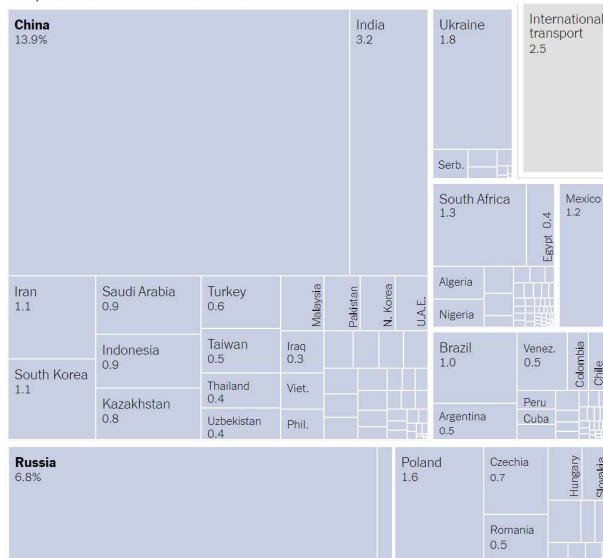 China
13.9%
India
3.2
Ukraine
1.8
International
transport
2.5
Serb.
South Africa
1.3
Egypt 0.4
Mexico
1.2
Algeria
Nigeria
Iran
1.1
Saudi Arabia
0.9
Turkey
0.6
Malaysia
Pakistan
N. Korea
U.A.E.
Indonesia
0.9
Taiwan
0.5
Iraq
0.3
South Korea
1.1
Kazakhstan
0.8
Thailand
0.4
Viet.
Uzbekistan
0.4
Phil.
Brazil
1.0
Venez.
0.5
Colombia
Chile
Peru
Cuba
Argentina
0.5
Russia
6.8%
Poland
1.6
Czechia
0.7
Hungary
Slovakia
Romania
0.5